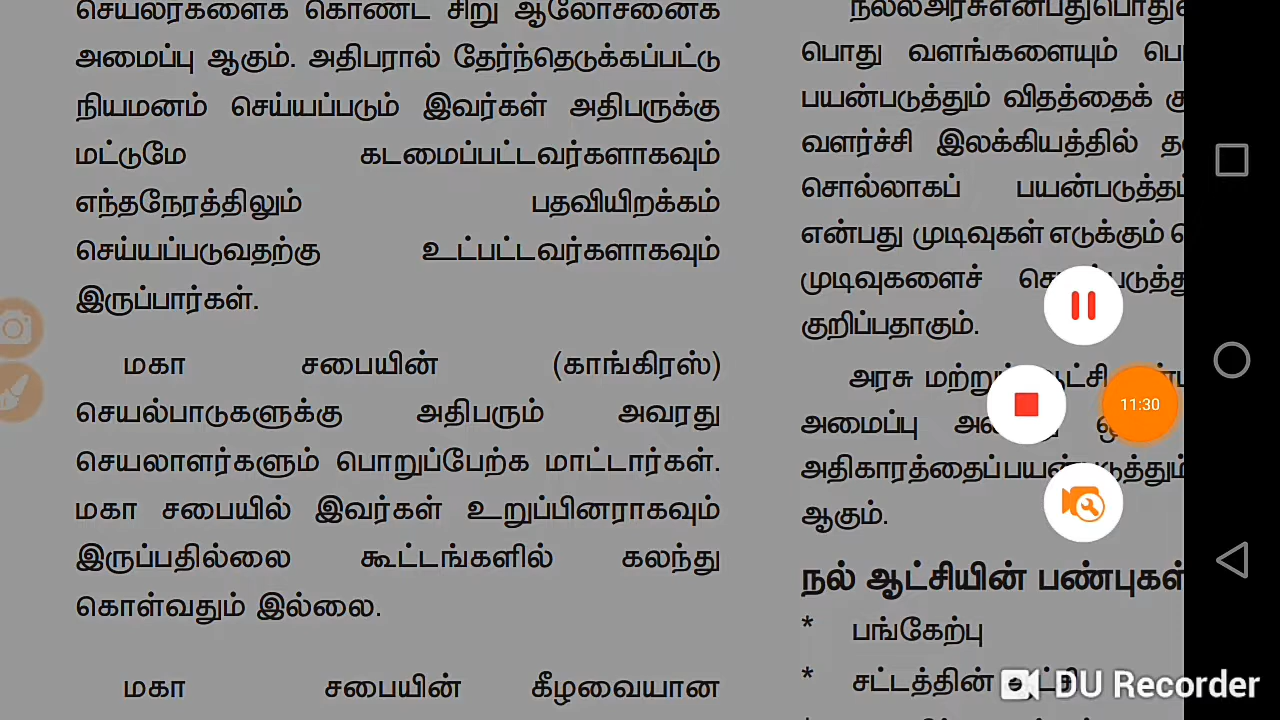 செயலர்களைக் கொண்ட சிறு ஆலோசனைக்
அமைப்பு ஆகும். அதிபரால் தேர்ந்தெடுக்கப்பட்டு
நியமனம் செய்யப்படும் இவர்கள் அதிபருக்கு
மட்டுமே கடமைப்பட்டவர்களாகவும்
எந்தநேரத்திலும் பதவியிறக்கம்
செய்யப்படுவதற்கு உட்பட்டவர்களாகவும்
இருப்பார்கள்.
மகா சபையின் (காங்கிரஸ்)
செயல்பாடுகளுக்கு அதிபரும் அவரது
செயலாளர்களும் பொறுப்பேற்க மாட்டார்கள்.
மகா சபையில் இவர்கள் உறுப்பினராகவும்
இருப்பதில்லை கூட்டங்களில் கலந்து
கொள்வதும் இல்லை.
மகா சபையின் கீழவையான
பொது வளங்களையும்
பயன்படுத்தும் விதத்தைக்
வளர்ச்சி இலக்கியத்தில்
சொல்லாகப்
என்பது முடிவுகள் எடுக்கும்
முடிவுகளைச்
குறிப்பதாகும்.
அரசு
அமைப்பு
ஆகும்.
நல் ஆட்சியின் பண்புகள்
* பங்கேற்பு
* சட்டத்தின்
11:30
DU Recorder